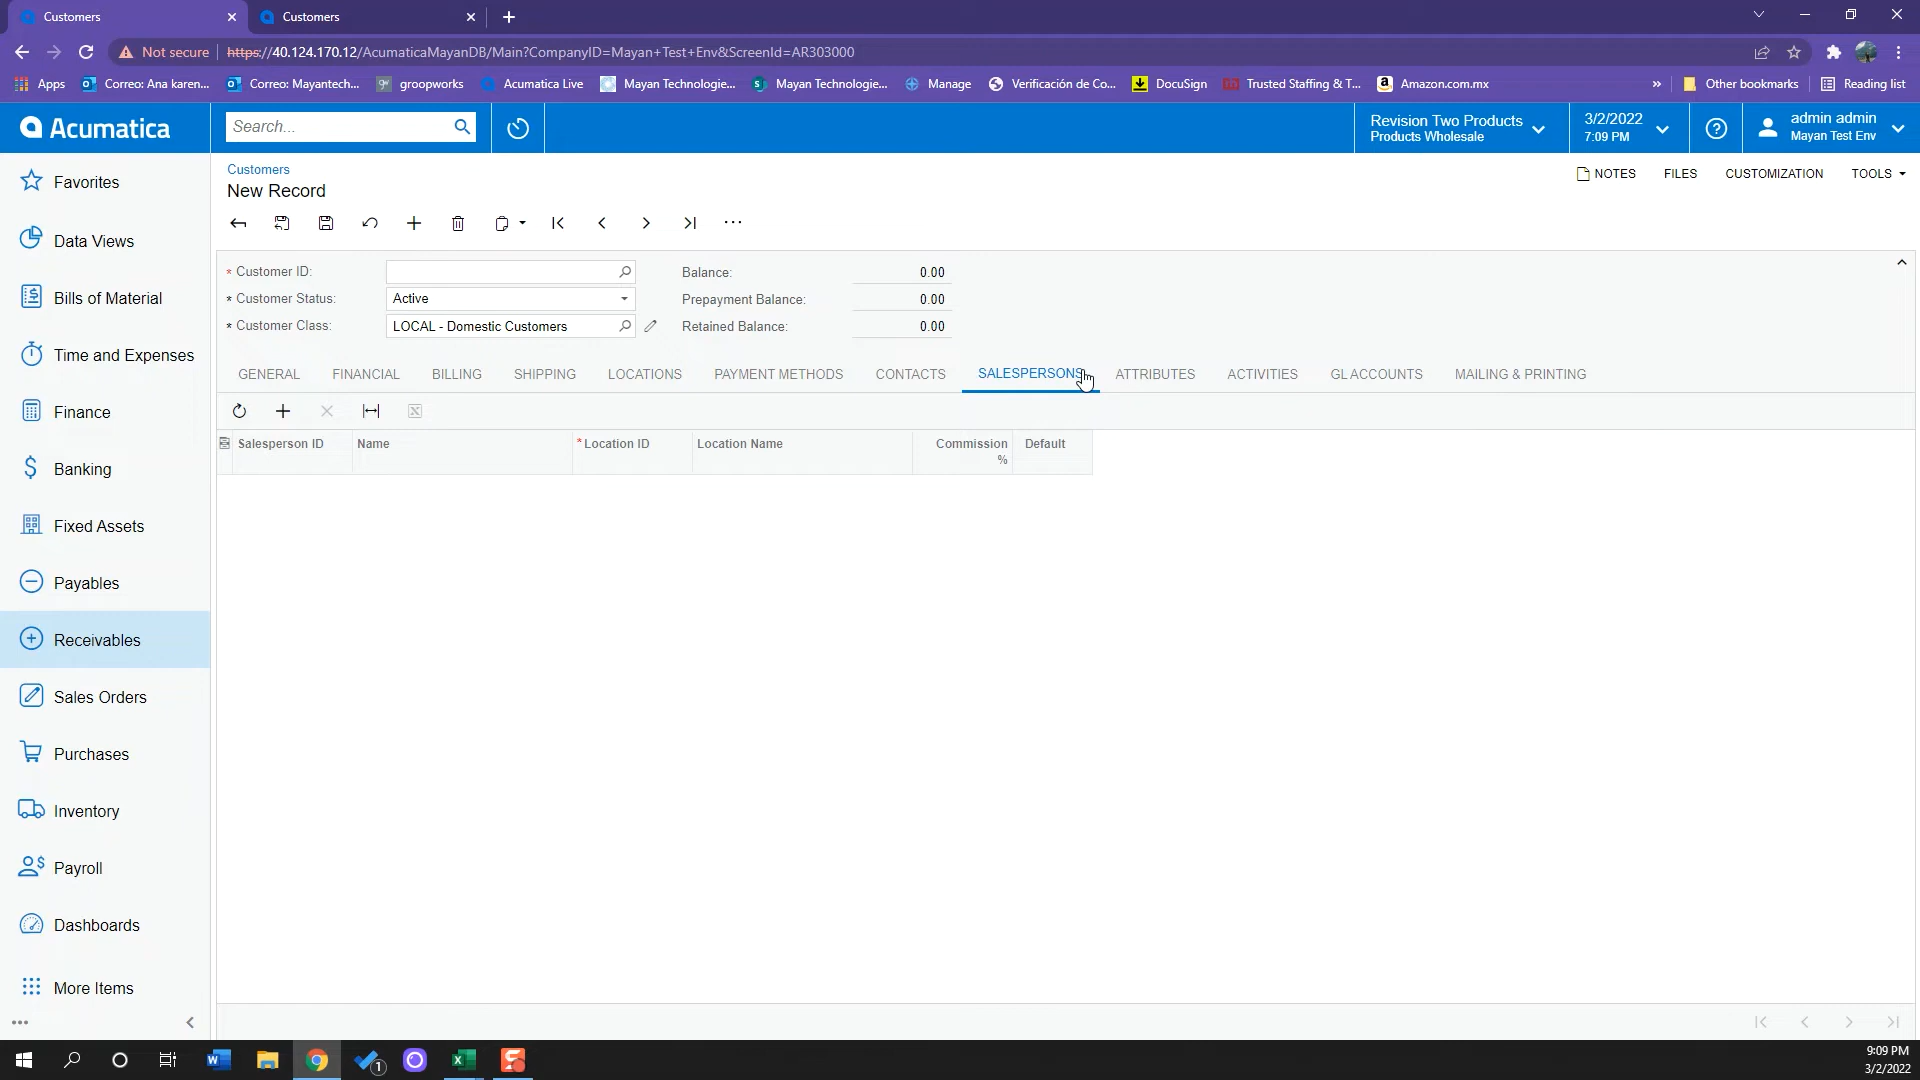 Customers
Customers
Not secure
https://40.124.170.12/AcumaticaMayanDB/Main?CompanyID=Mayan+Test+Env&ScreenId=AR303000
Apps
Correo: Ana karen...
Correo: Mayantech...
groopworks
Acumatica Live
Mayan Technologie...
Mayan Technologie...
Manage
Verificación de Co...
DocuSign
Trusted Staffing & T...
Amazon.com.mx
»
Other bookmarks
Reading list
Acumatica
Search...
Revision Two Products
Products Wholesale
3/2/2022
7:09 PM
admin admin
Mayan Test Env
Favorites
Data Views
Bills of Material
Time and Expenses
Finance
Banking
Fixed Assets
Payables
Receivables
Sales Orders
Purchases
Inventory
Payroll
Dashboards
More Items
Customers
New Record
NOTES
FILES
CUSTOMIZATION
TOOLS
* Customer ID:
Balance: 0.00
* Customer Status: Active
Prepayment Balance: 0.00
* Customer Class: LOCAL - Domestic Customers
Retained Balance: 0.00
GENERAL
FINANCIAL
BILLING
SHIPPING
LOCATIONS
PAYMENT METHODS
CONTACTS
SALESPERSONS
ATTRIBUTES
ACTIVITIES
GL ACCOUNTS
MAILING & PRINTING
Salesperson ID
Name
* Location ID
Location Name
Commission
%
Default
1
9:09 PM
3/2/2022